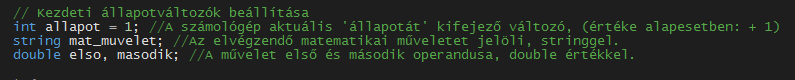 // Kezdeti állapotváltozók beállítása
int allapot = 1; //A számológép aktuális 'állapotát' kifejező változó, (értéke alapesetben: + 1)
string mat_muvelet; //Az elvégzendő matematikai műveletet jelöli, stringgel.
double elso, masodik; //A művelet első és második operandusa, double értékkel.